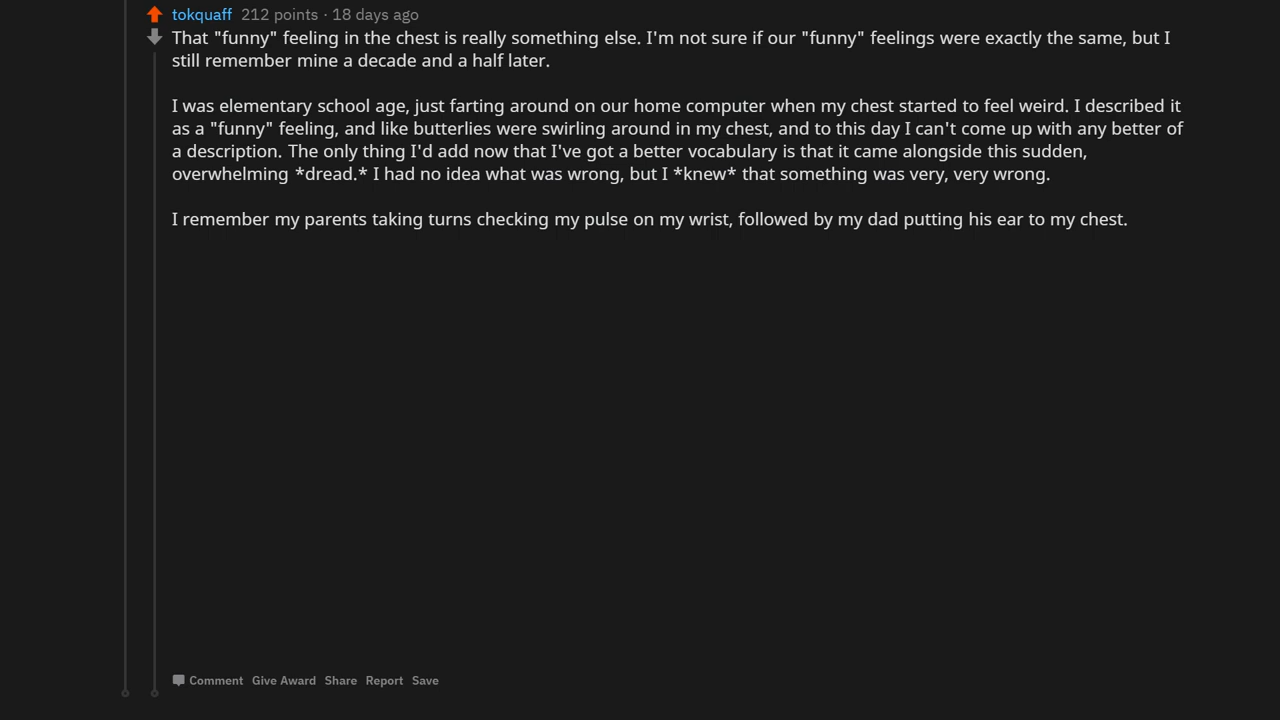 tokquaff 212 points · 18 days ago
That "funny" feeling in the chest is really something else. I'm not sure if our "funny" feelings were exactly the same, but I
still remember mine a decade and a half later.
I was elementary school age, just farting around on our home computer when my chest started to feel weird. I described it
as a "funny" feeling, and like butterlies were swirling around in my chest, and to this day I can't come up with any better of
a description. The only thing I'd add now that I've got a better vocabulary is that it came alongside this sudden,
overwhelming *dread.* I had no idea what was wrong, but I *knew* that something was very, very wrong.
I remember my parents taking turns checking my pulse on my wrist, followed by my dad putting his ear to my chest.
Comment Give Award Share Report Save